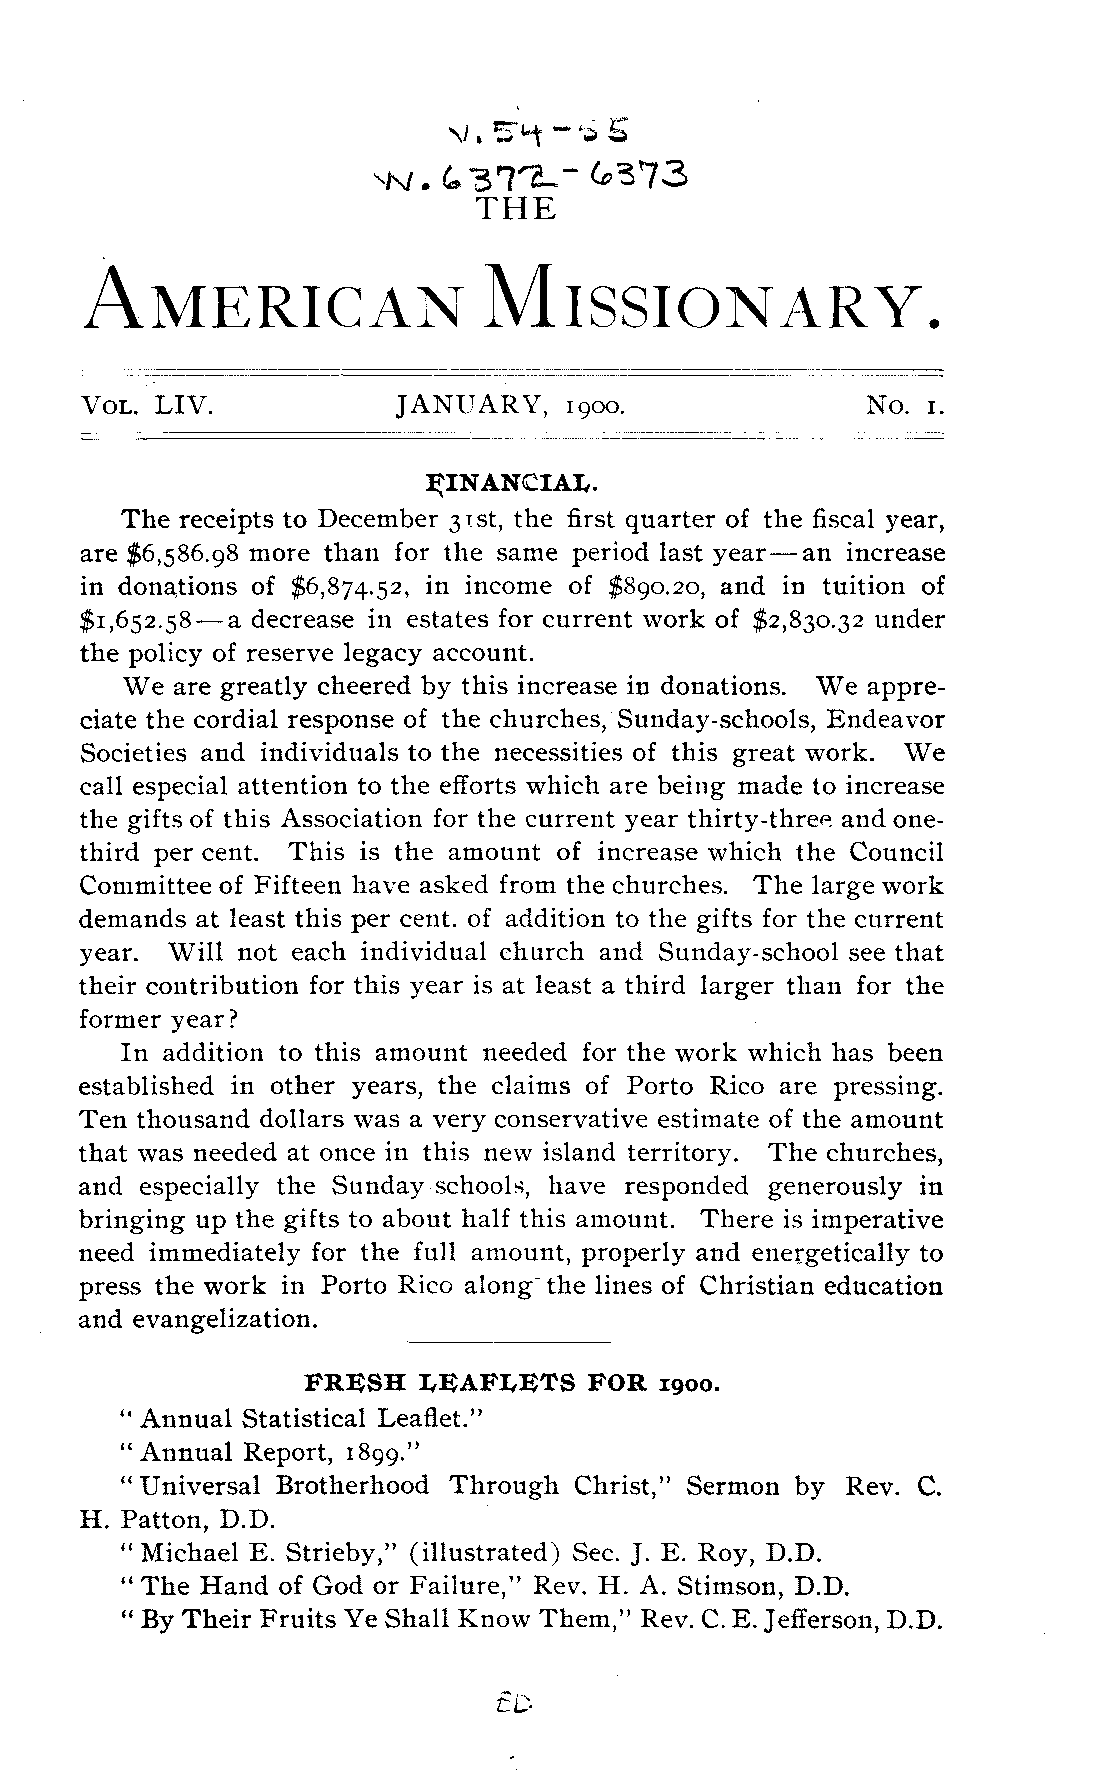 v. 54-55
W. 6372-6373
THE
AMERICAN MISSIONARY.
VOL. LIV. JANUARY, 1900. No. 1.
FINANCIAL.
The receipts to December 31st, the first quarter of the fiscal year,
are $6,586.98 more than for the same period last year—an increase
in donations of $6,874.52, in income of $890.20, and in tuition of
$1,652.58—a decrease in estates for current work of $2,830.32 under
the policy of reserve legacy account.
We are greatly cheered by this increase in donations. We appre-
ciate the cordial response of the churches, Sunday-schools, Endeavor
Societies and individuals to the necessities of this great work. We
call especial attention to the efforts which are being made to increase
the gifts of this Association for the current year thirty-three and one-
third per cent. This is the amount of increase which the Council
Committee of Fifteen have asked from the churches. The large work
demands at least this per cent. of addition to the gifts for the current
year. Will not each individual church and Sunday-school see that
their contribution for this year is at least a third larger than for the
former year?
In addition to this amount needed for the work which has been
established in other years, the claims of Porto Rico are pressing.
Ten thousand dollars was a very conservative estimate of the amount
that was needed at once in this new island territory. The churches,
and especially the Sunday schools, have responded generously in
bringing up the gifts to about half this amount. There is imperative
need immediately for the full amount, properly and energetically to
press the work in Porto Rico along the lines of Christian education
and evangelization.
FRESH LEAFLETS FOR 1900.
"Annual Statistical Leaflet."
"Annual Report, 1899."
"Universal Brotherhood Through Christ," Sermon by Rev. C.
H. Patton, D.D.
"Michael E. Strieby," (illustrated) Sec. J. E. Roy, D.D.
"The Hand of God or Failure," Rev. H. A. Stimson, D.D.
"By Their Fruits Ye Shall Know Them," Rev. C. E. Jefferson, D.D.
ED